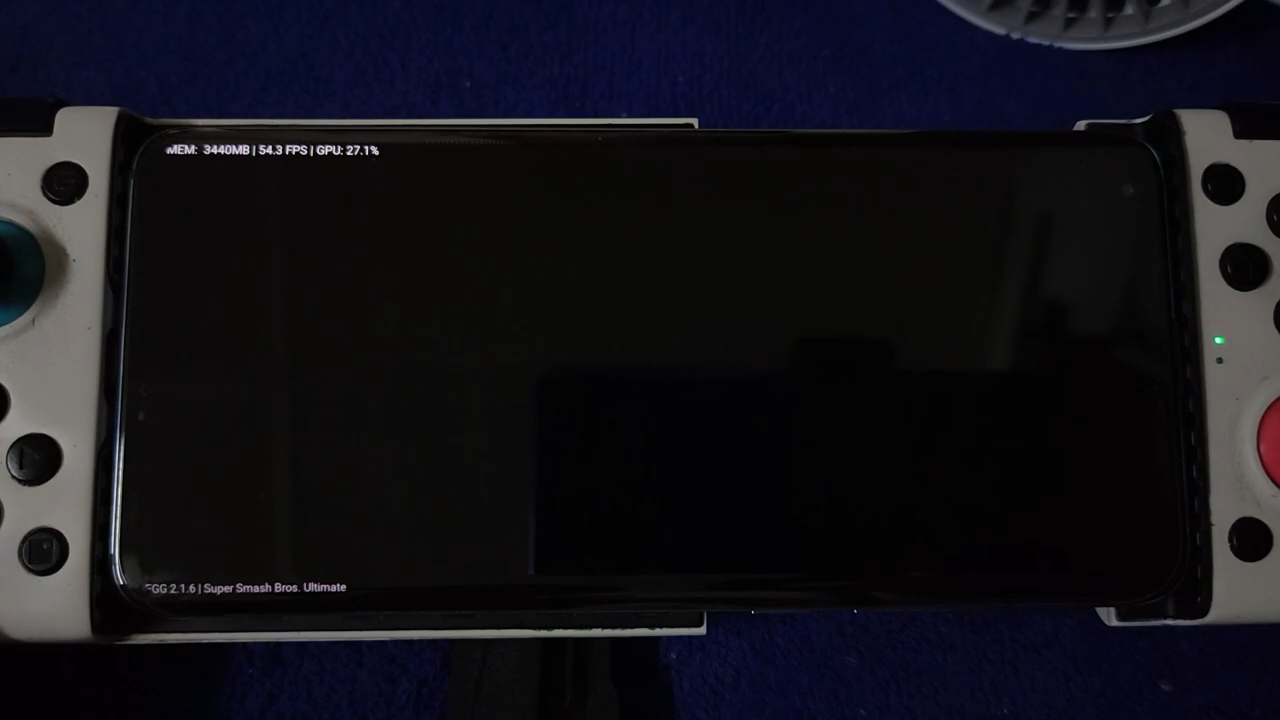 MEM: 3440MB | 54.3 FPS | GPU: 27.1%
EGG 2.1.6 | Super Smash Bros. Ultimate